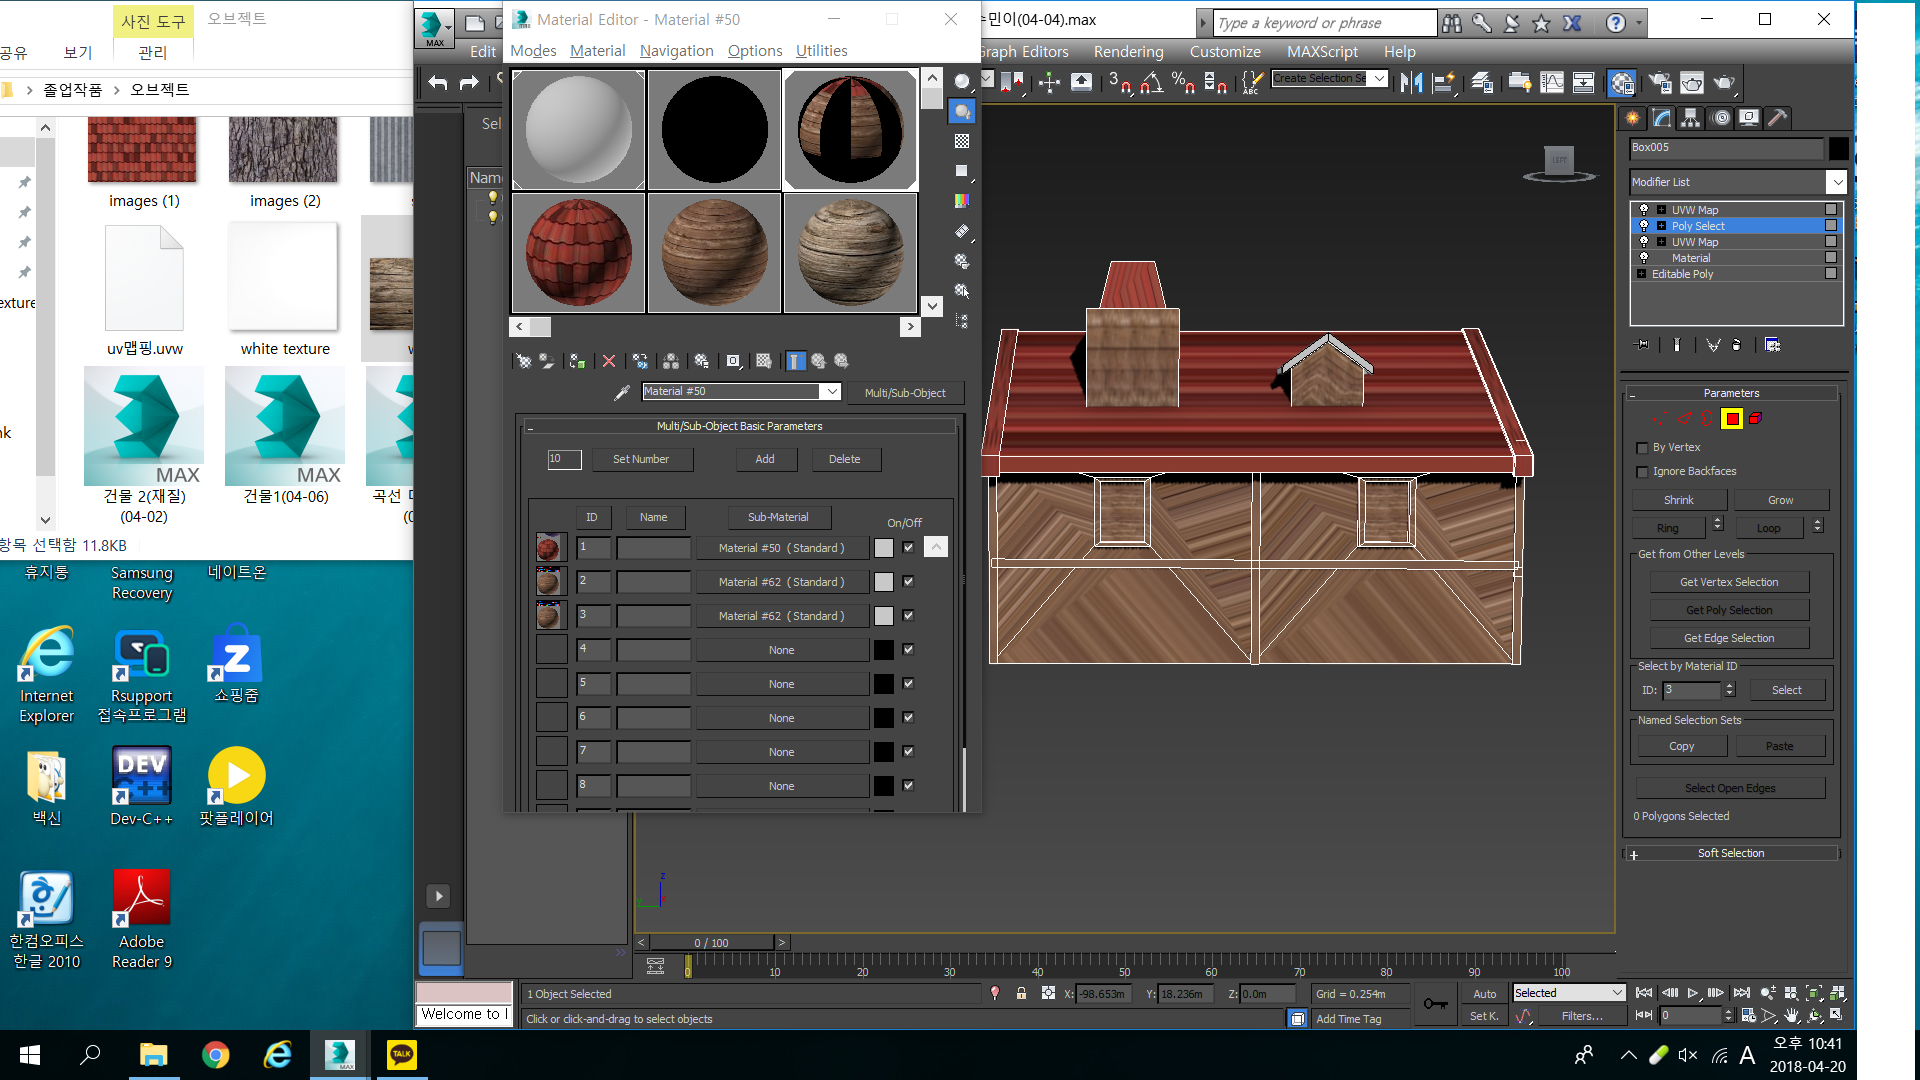 사진 도구
오브젝트
공유
보기
관리
졸업작품
오브젝트
images (1)
images (2)
uv맵핑.uvw
white texture
건물 2(재질)
(04-02)
건물1(04-06)
곡선
항목 선택함 11.8KB
휴지통
Samsung
Recovery
네이트온
Internet
Explorer
Rsupport
접속프로그램
쇼핑줌
백신
DEV
C++
Dev-C++
팟플레이어
한컴오피스
한글 2010
Adobe
Reader 9
MAX
Material Editor - Material #50
Modes
Material
Navigation
Options
Utilities
Material #50
Multi/Sub-Object
Multi/Sub-Object Basic Parameters
10
Set Number
Add
Delete
ID
Name
Sub-Material
On/Off
1
Material #50 ( Standard )
2
Material #62 ( Standard )
3
Material #62 ( Standard )
4
None
5
None
6
None
7
None
8
None
민이(04-04).max
Type a keyword or phrase
Edit
Graph Editors
Rendering
Customize
MAXScript
Help
Create Selection Se
Sel
Name
LEFT
Box005
Modifier List
UVW Map
Poly Select
UVW Map
Material
Editable Poly
Parameters
By Vertex
Ignore Backfaces
Shrink
Grow
Ring
Loop
Get from Other Levels
Get Vertex Selection
Get Poly Selection
Get Edge Selection
Select by Material ID
ID: 3
Select
Named Selection Sets
Copy
Paste
Select Open Edges
0 Polygons Selected
Soft Selection
0 / 100
0 10 20 30 40 50 60 70 80 90 100
1 Object Selected
X: -98.653m
Y: 18.236m
Z: 0.0m
Grid = 0.254m
Auto
Selected
Welcome to I
Click or click-and-drag to select objects
Add Time Tag
Set K.
Filters...
0
TALK
A
오후 10:41
2018-04-20